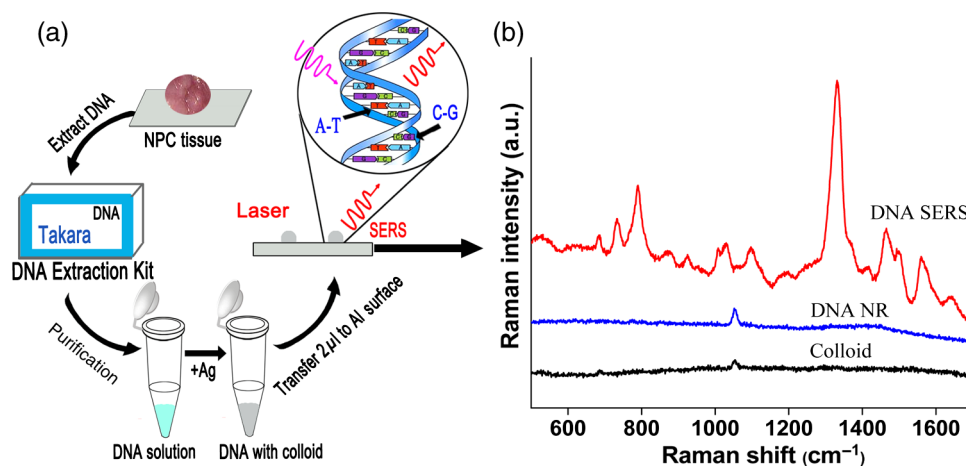 (a)
Extract DNA
NPC tissue
A-T
C-G
DNA
Takara
DNA Extraction Kit
Laser
SERS
Purification
+Ag
Transfer 2μl to Al surface
DNA solution
DNA with colloid
(b)
Raman intensity (a.u.)
DNA SERS
DNA NR
Colloid
600 800 1000 1200 1400 1600
Raman shift (cm⁻¹)